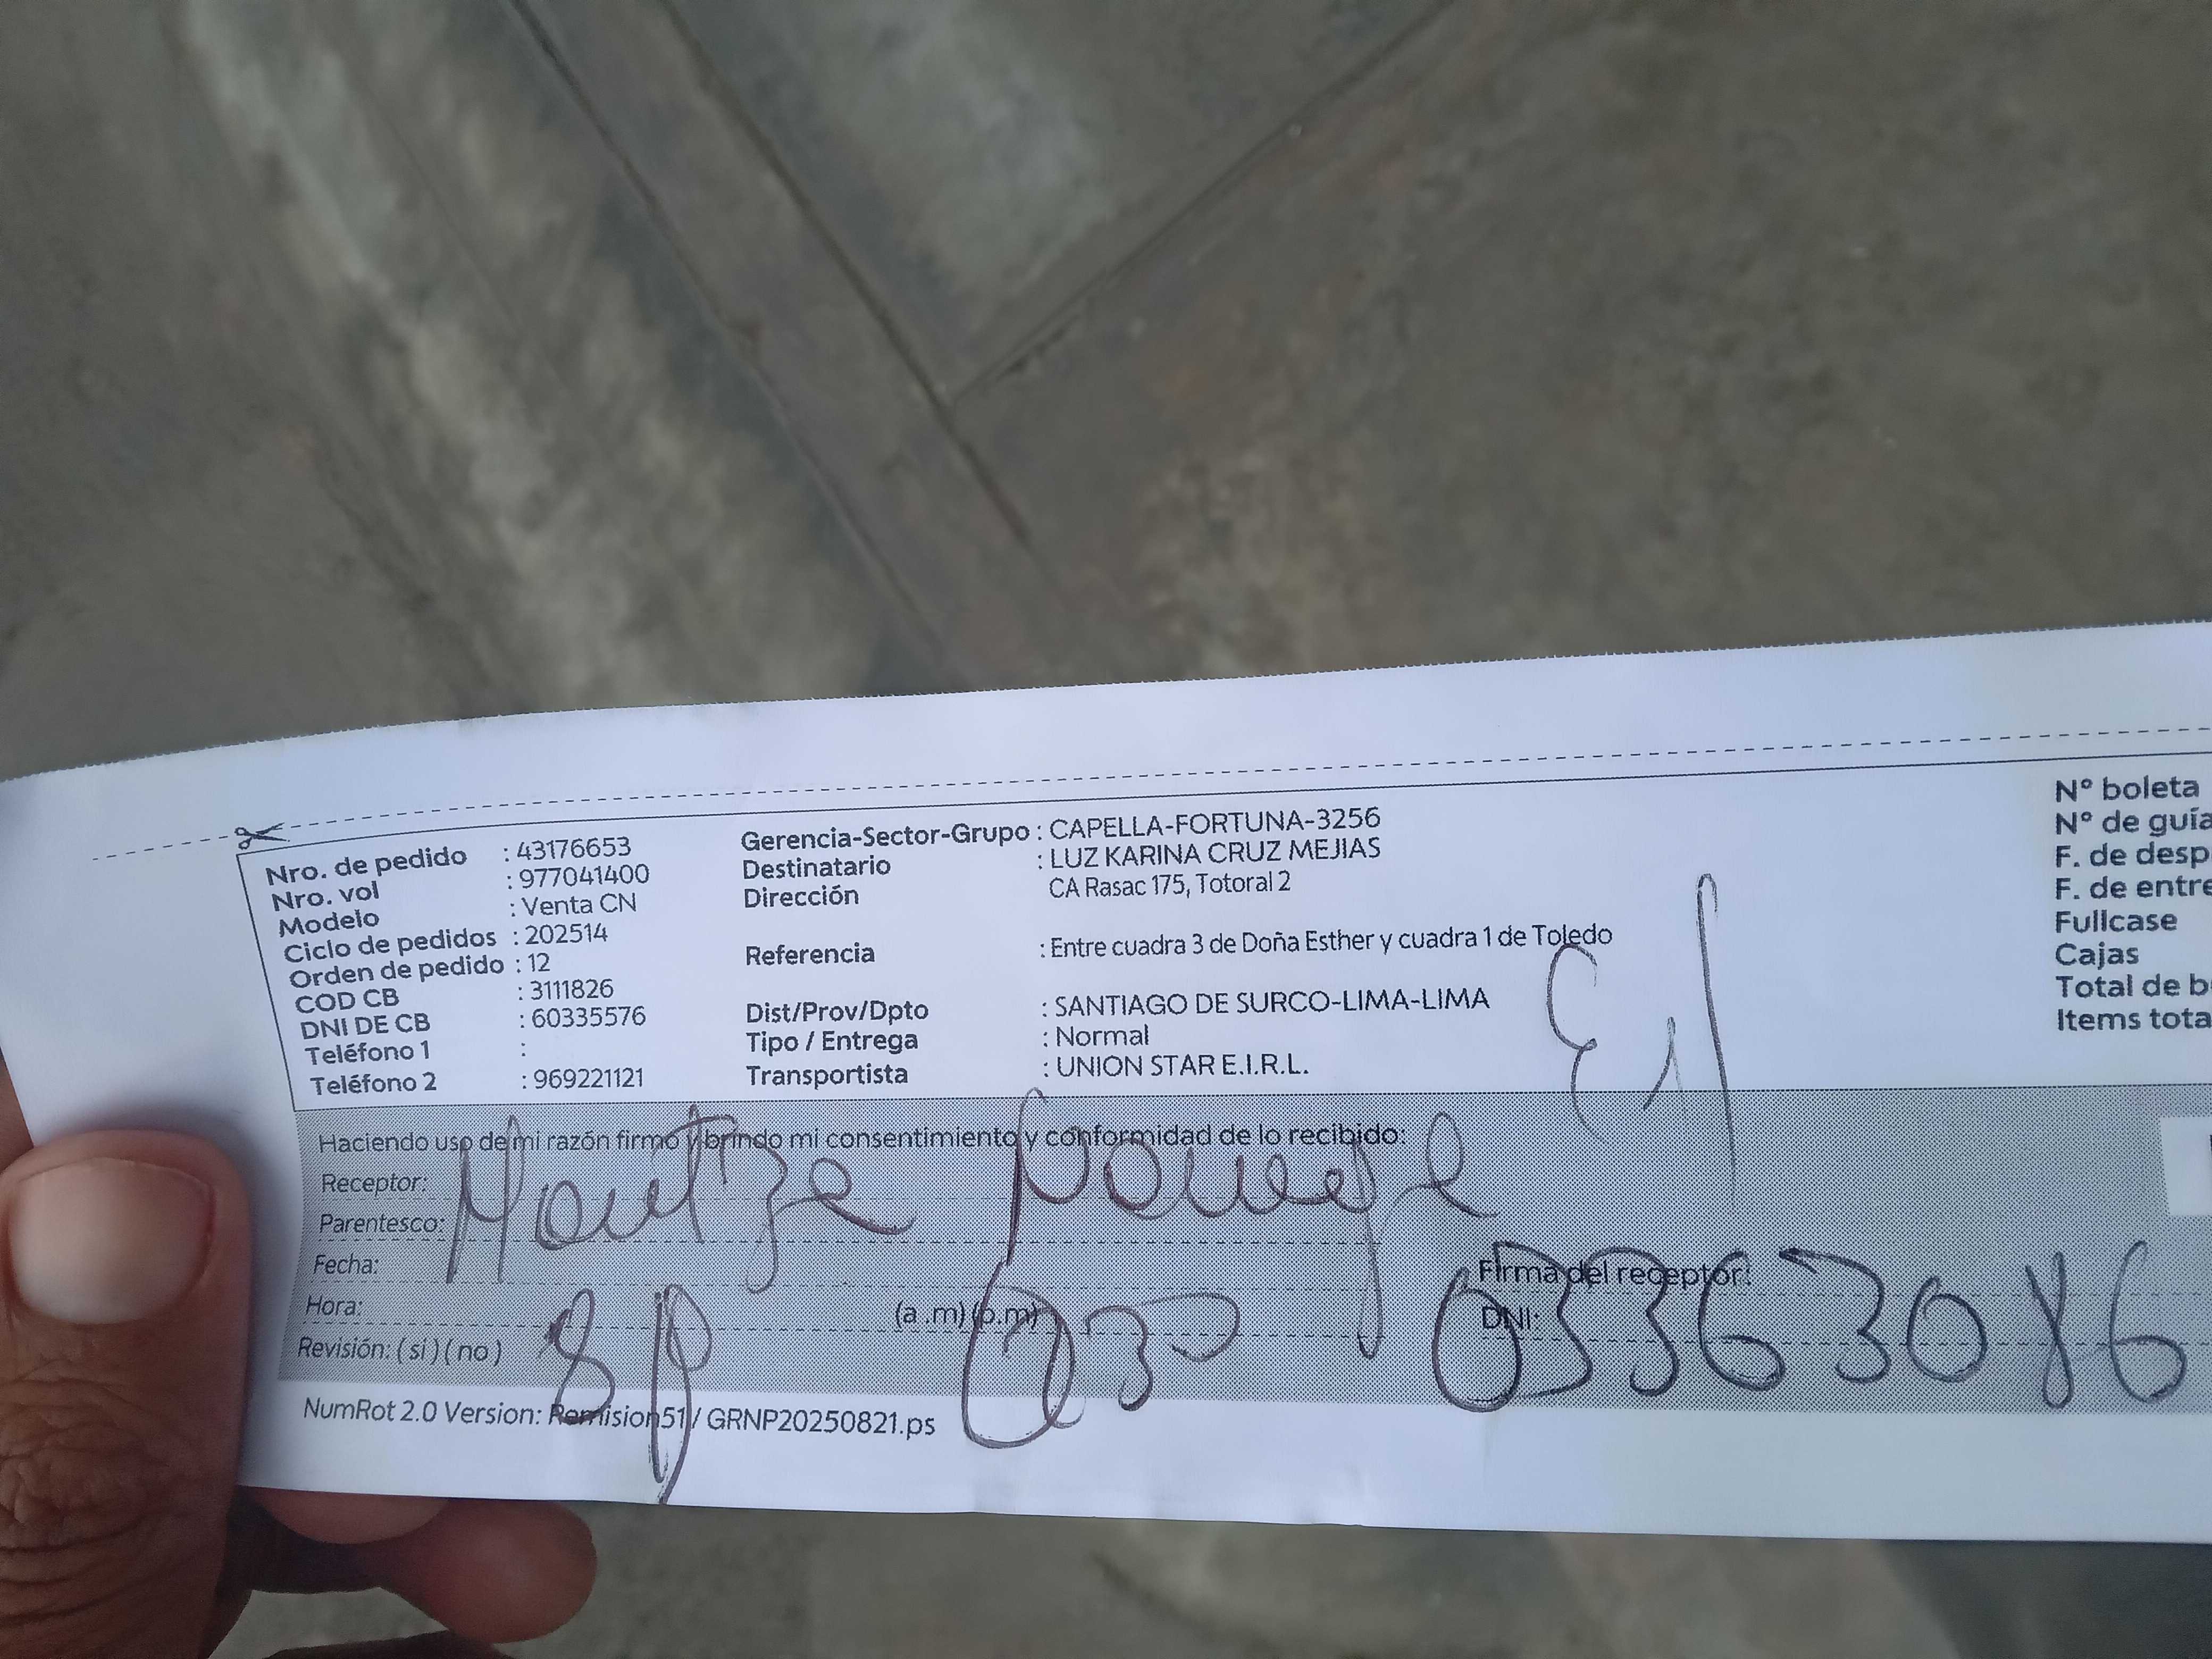 Nro. de pedido : 43176653
Nro. vol : 977041400
Modelo : Venta CN
Ciclo de pedidos : 202514
Orden de pedido : 12
COD CB : 3111826
DNI DE CB : 60335576
Teléfono 1 :
Teléfono 2 : 969221121
Gerencia-Sector-Grupo : CAPELLA-FORTUNA-3256
Destinatario : LUZ KARINA CRUZ MEJIAS
Dirección CA Rasac 175, Totoral 2
Referencia : Entre cuadra 3 de Doña Esther y cuadra 1 de Toledo
Dist/Prov/Dpto : SANTIAGO DE SURCO-LIMA-LIMA
Tipo / Entrega : Normal
Transportista : UNION STAR E.I.R.L.
N° boleta
N° de guía
F. de desp
F. de entre
Fullcase
Cajas
Total de b
Items tota
Haciendo uso de mi razón firmo y brindo mi consentimiento y conformidad de lo recibido:
Receptor:
Parentesco:
Fecha:
Hora: (a .m) (p.m)
Revisión: ( si ) ( no )
Firma del receptor:
DNI: 03363086
NumRot 2.0 Version: Remision51 / GRNP20250821.ps